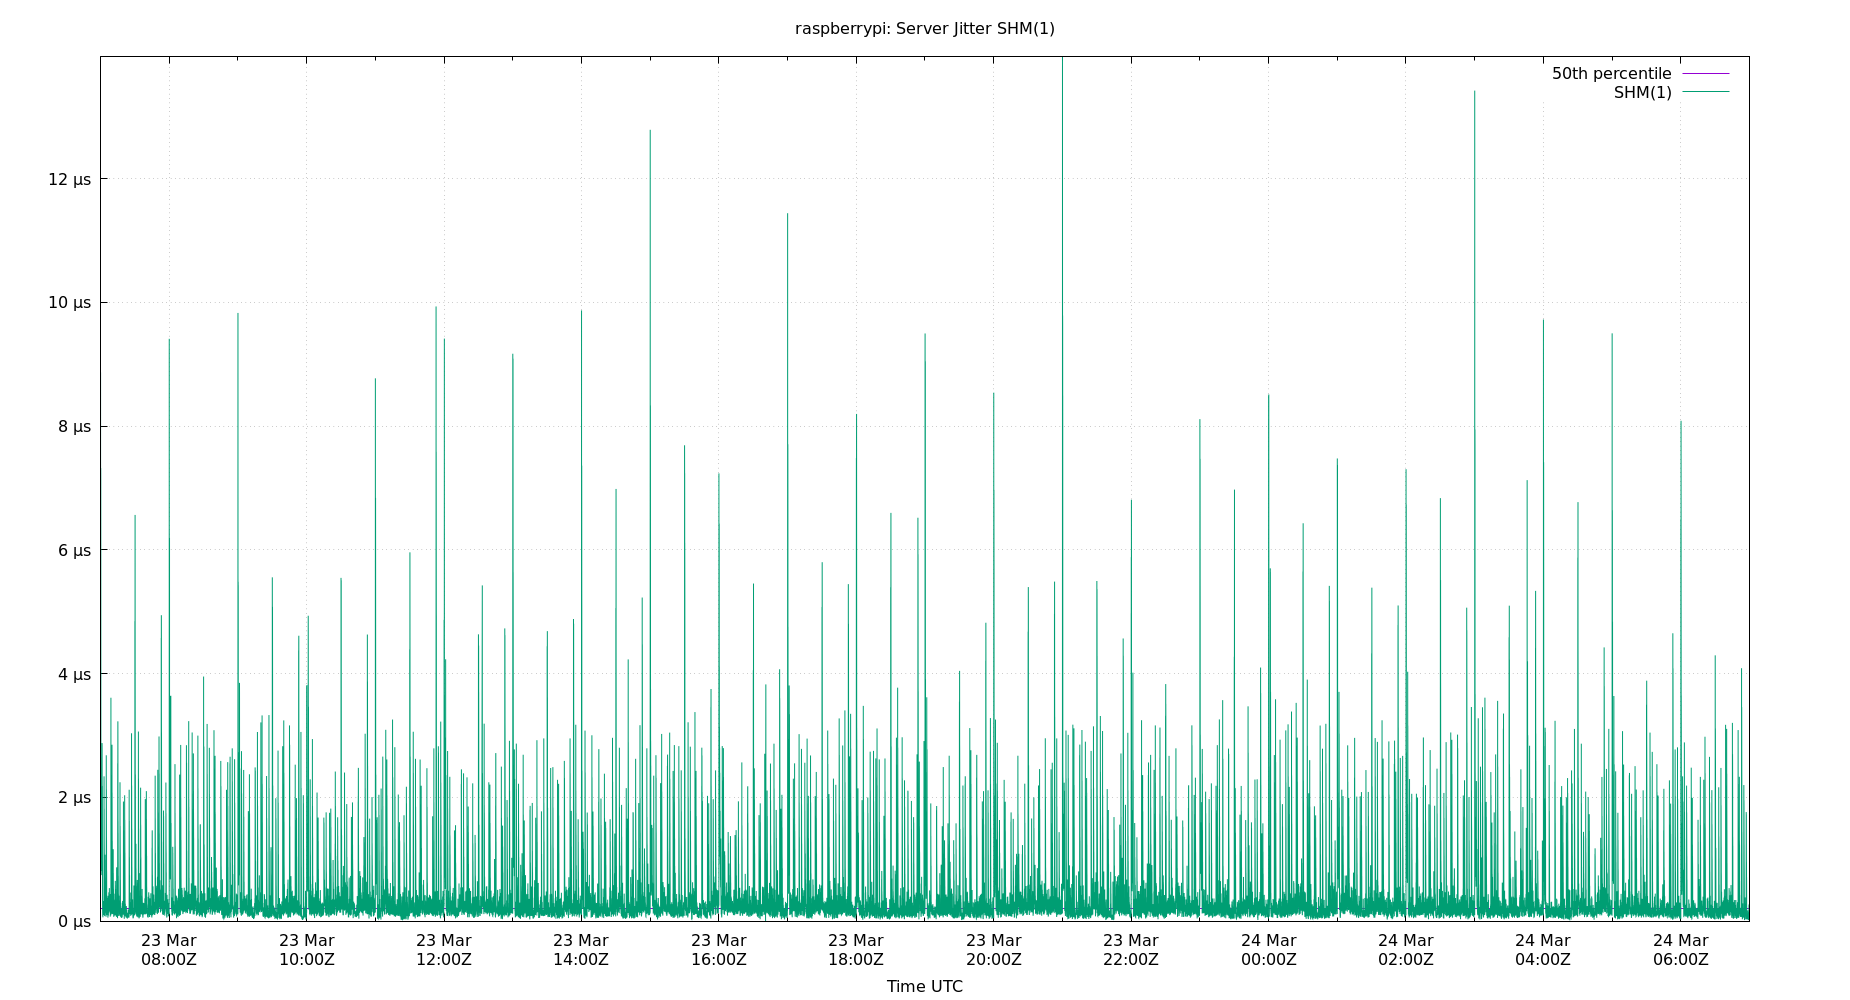 raspberrypi: Server Jitter SHM(1)
50th percentile
SHM(1)
12 µs
10 µs
8 µs
6 µs
4 µs
2 µs
0 µs
23 Mar 23 Mar 23 Mar 23 Mar 23 Mar 23 Mar 23 Mar 23 Mar 24 Mar 24 Mar 24 Mar 24 Mar
08:00Z 10:00Z 12:00Z 14:00Z 16:00Z 18:00Z 20:00Z 22:00Z 00:00Z 02:00Z 04:00Z 06:00Z
Time UTC